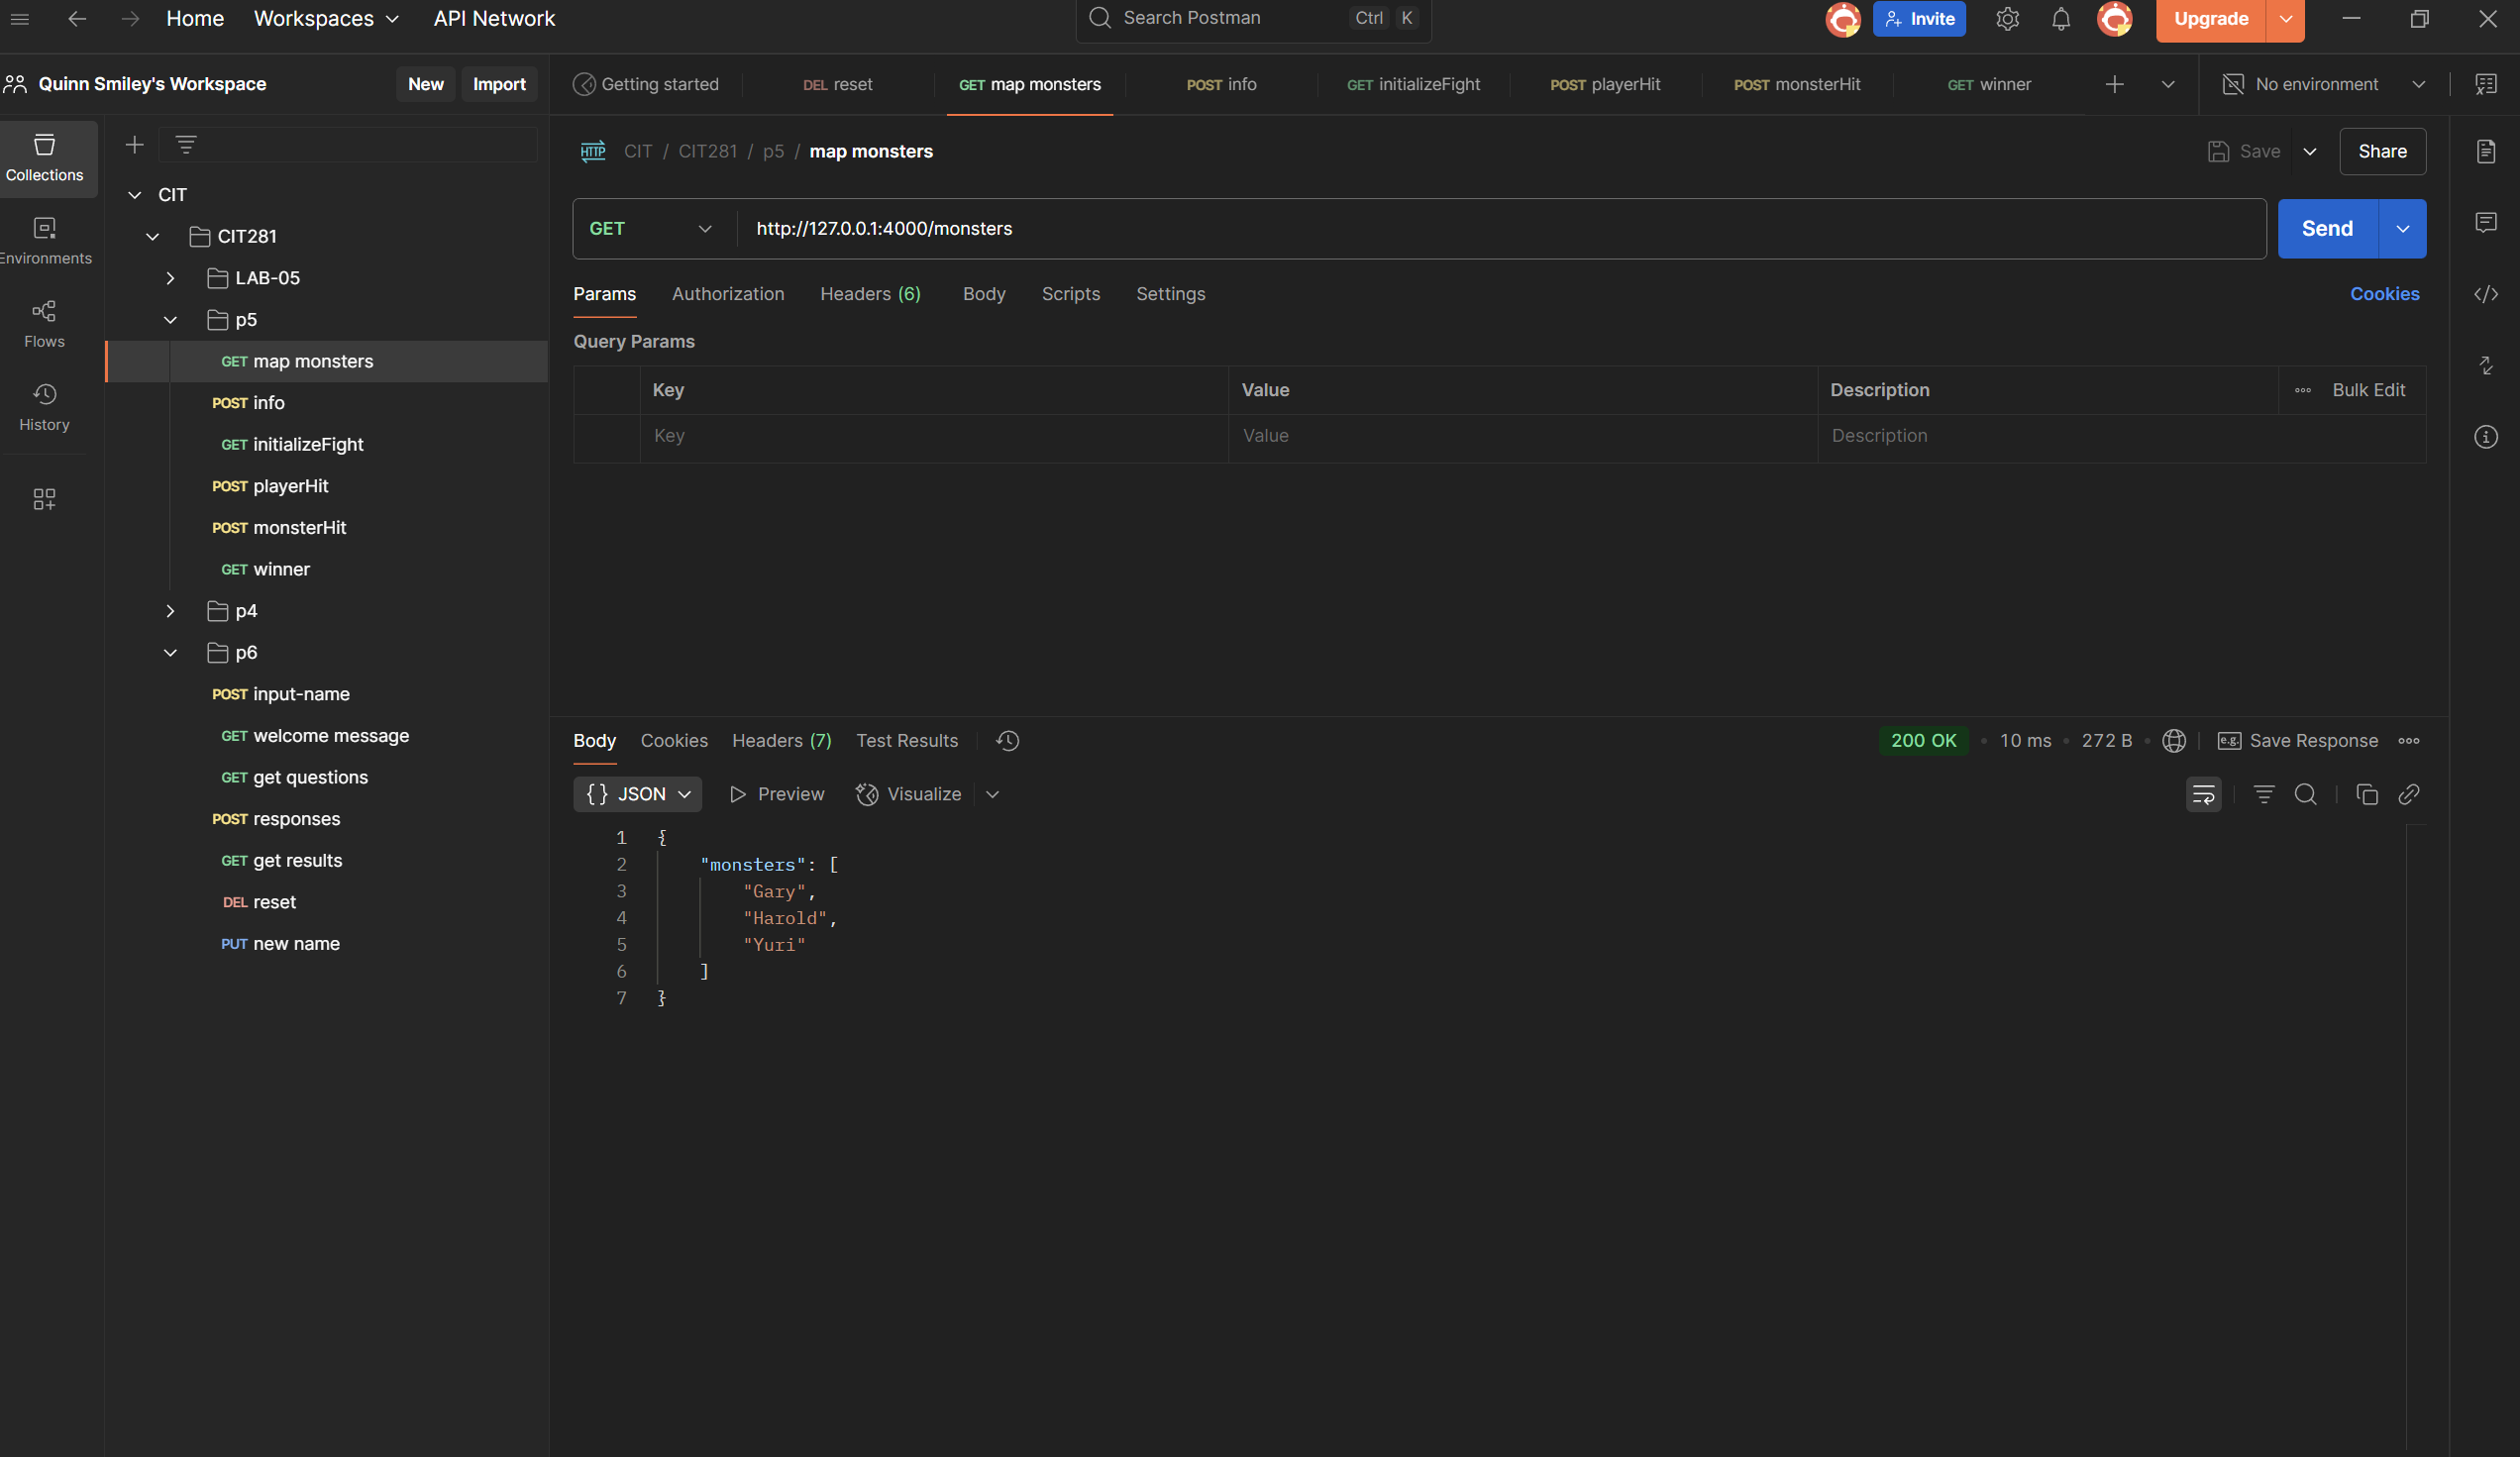 Home Workspaces API Network Search Postman Ctrl K Invite Upgrade
Quinn Smiley's Workspace New Import
Getting started DEL reset GET map monsters POST info GET initializeFight POST playerHit POST monsterHit GET winner No environment
Collections
Environments
Flows
History
CIT
CIT281
LAB-05
p5
GET map monsters
POST info
GET initializeFight
POST playerHit
POST monsterHit
GET winner
p4
p6
POST input-name
GET welcome message
GET get questions
POST responses
GET get results
DEL reset
PUT new name
HTTP CIT / CIT281 / p5 / map monsters Save Share
GET http://127.0.0.1:4000/monsters Send
Params Authorization Headers (6) Body Scripts Settings Cookies
Query Params
Key Value Description Bulk Edit
Key Value Description
Body Cookies Headers (7) Test Results 200 OK • 10 ms • 272 B • e.g. Save Response
{} JSON Preview Visualize
1 {
2 "monsters": [
3 "Gary",
4 "Harold",
5 "Yuri"
6 ]
7 }